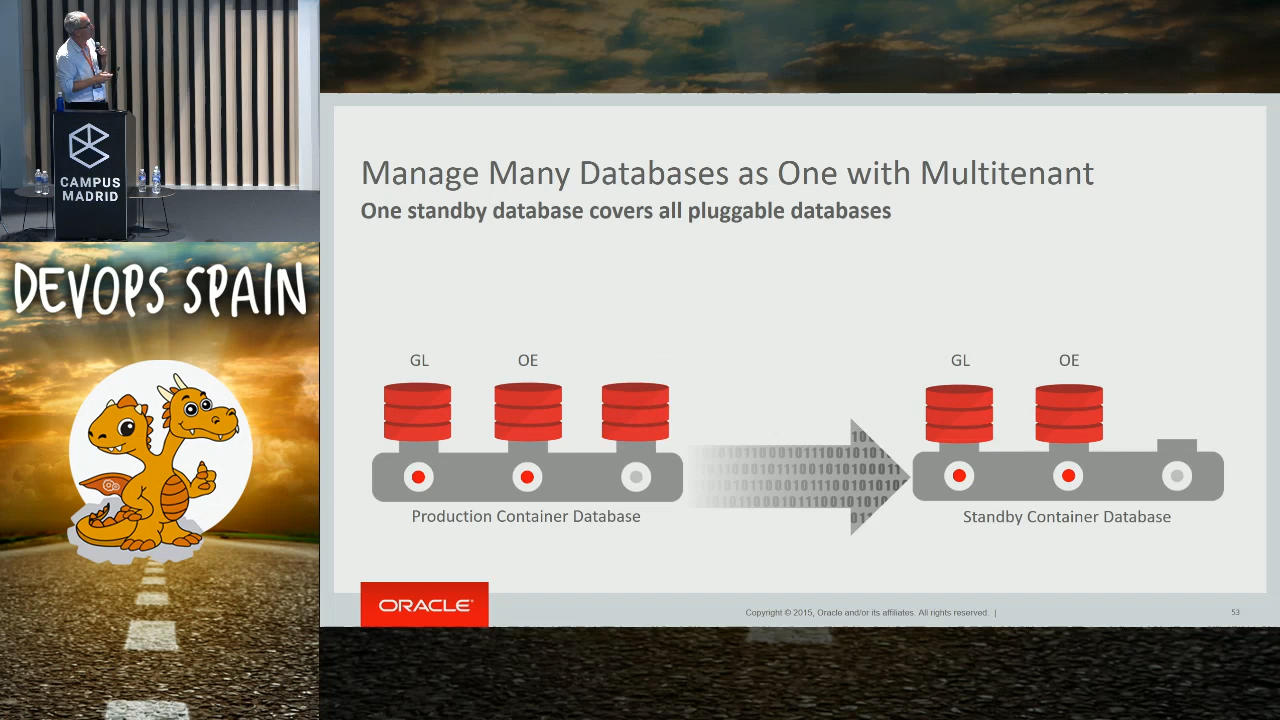 CAMPUS
MADRID
DEVOPS SPAIN
Manage Many Databases as One with Multitenant
One standby database covers all pluggable databases
GL
OE
GL
OE
Production Container Database
Standby Container Database
ORACLE
Copyright © 2015, Oracle and/or its affiliates. All rights reserved. |
53